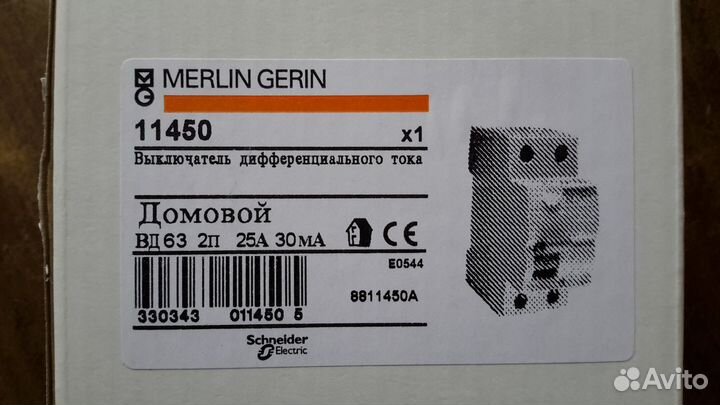 MERLIN GERIN
11450 x1
Выключатель дифференциального тока
Домовой
ВД63 2П 25А 30мА CE
E0544
8811450A
330343 011450 5
Schneider
Electric
Avito